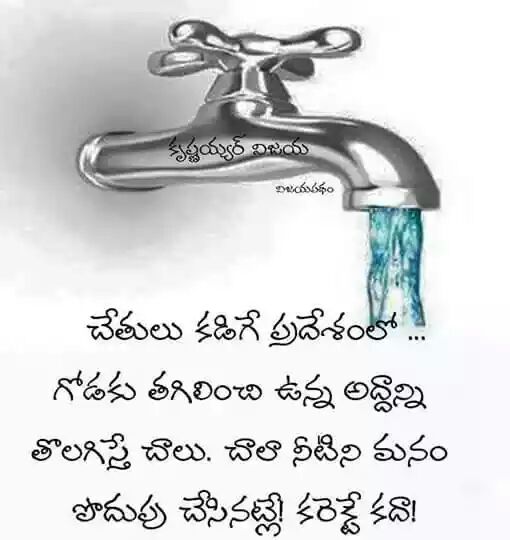 కృష్ణయ్యర్ విజయ
విజయపథం
చేతులు కడిగే ప్రదేశంలో ...
గోడకు తగిలించి ఉన్న అద్దాన్ని
తొలగిస్తే చాలు. చాలా నీటిని మనం
పొదుపు చేసినట్లే! కరెక్టే కదా!